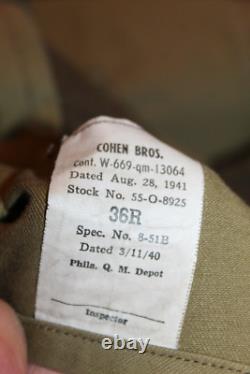 COHEN BROS.
Cont. W-669-qm-13064
Dated Aug. 28, 1941
Stock No. 55-O-8925
36R
Spec. No. 8-51B
Dated 3/11/40
Phila. Q. M. Depot
Inspector